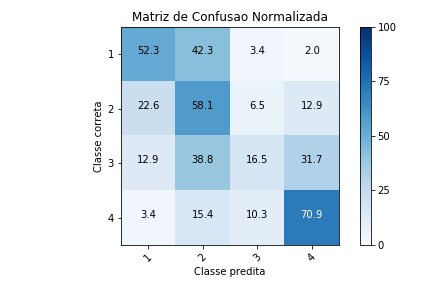 Matriz de Confusao Normalizada
Classe correta
1 52.3 42.3 3.4 2.0
2 22.6 58.1 6.5 12.9
3 12.9 38.8 16.5 31.7
4 3.4 15.4 10.3 70.9
1 2 3 4
Classe predita
100
75
50
25
0